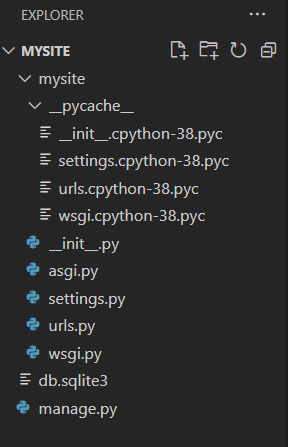 EXPLORER
MYSITE
mysite
__pycache__
__init__.cpython-38.pyc
settings.cpython-38.pyc
urls.cpython-38.pyc
wsgi.cpython-38.pyc
__init__.py
asgi.py
settings.py
urls.py
wsgi.py
db.sqlite3
manage.py